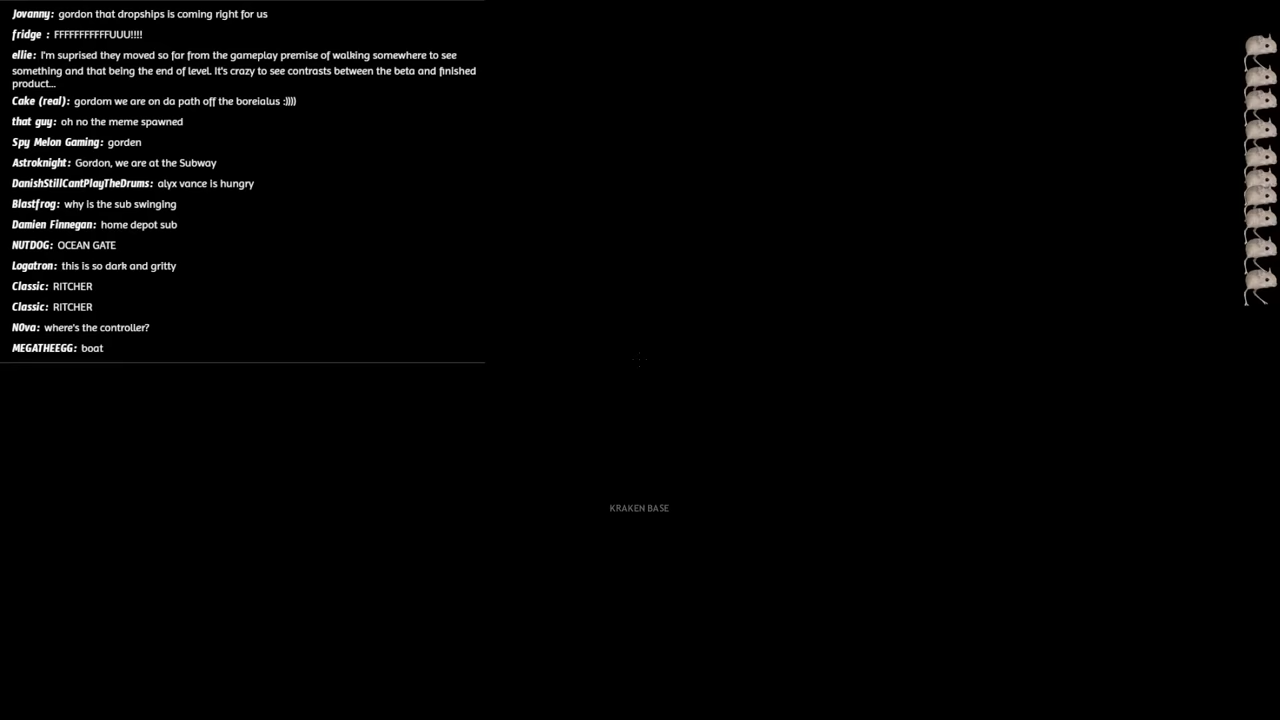 Jovanny: gordon that dropships is coming right for us
fridge : FFFFFFFFFFFUUU!!!!
ellie: I'm suprised they moved so far from the gameplay premise of walking somewhere to see
something and that being the end of level. It's crazy to see contrasts between the beta and finished
product...
Cake (real): gordom we are on da path off the boreialus :))))
that guy: oh no the meme spawned
Spy Melon Gaming: gorden
Astroknight: Gordon, we are at the Subway
DanishStillCantPlayTheDrums: alyx vance is hungry
Blastfrog: why is the sub swinging
Damien Finnegan: home depot sub
NUTDOG: OCEAN GATE
Logatron: this is so dark and gritty
Classic: RITCHER
Classic: RITCHER
N0va: where's the controller?
MEGATHEEGG: boat
KRAKEN BASE